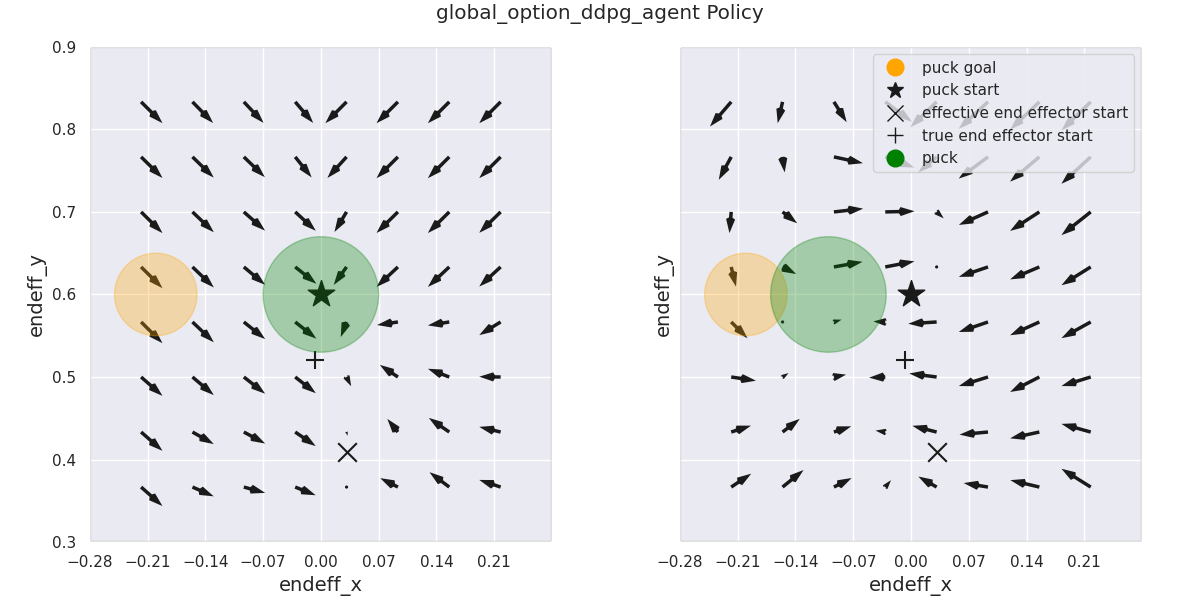 global_option_ddpg_agent Policy
endeff_y
0.9
0.8
0.7
0.6
0.5
0.4
0.3
−0.28 −0.21 −0.14 −0.07 0.00 0.07 0.14 0.21
endeff_x
puck goal
puck start
effective end effector start
true end effector start
puck
endeff_y
−0.28 −0.21 −0.14 −0.07 0.00 0.07 0.14 0.21
endeff_x